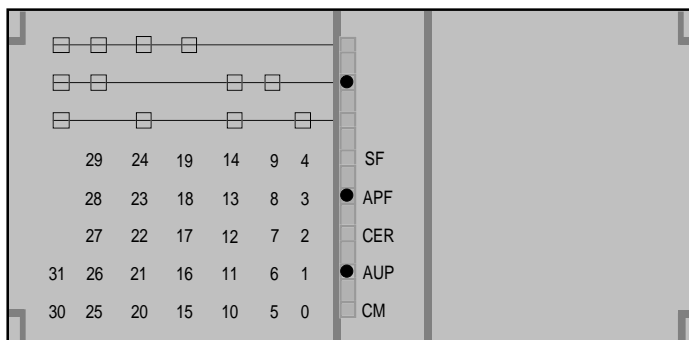 29 24 19 14 9 4 SF
28 23 18 13 8 3 APF
27 22 17 12 7 2 CER
31 26 21 16 11 6 1 AUP
30 25 20 15 10 5 0 CM